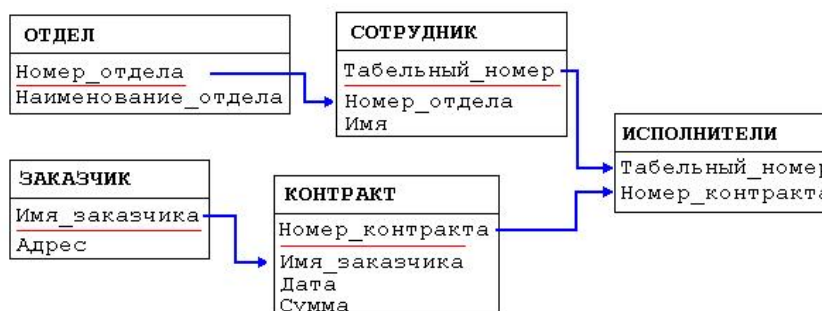 ОТДЕЛ
Номер_отдела
Наименование_отдела
СОТРУДНИК
Табельный_номер
Номер_отдела
Имя
ИСПОЛНИТЕЛИ
Табельный_номер
Номер_контракта
ЗАКАЗЧИК
Имя_заказчика
Адрес
КОНТРАКТ
Номер_контракта
Имя_заказчика
Дата
Сумма